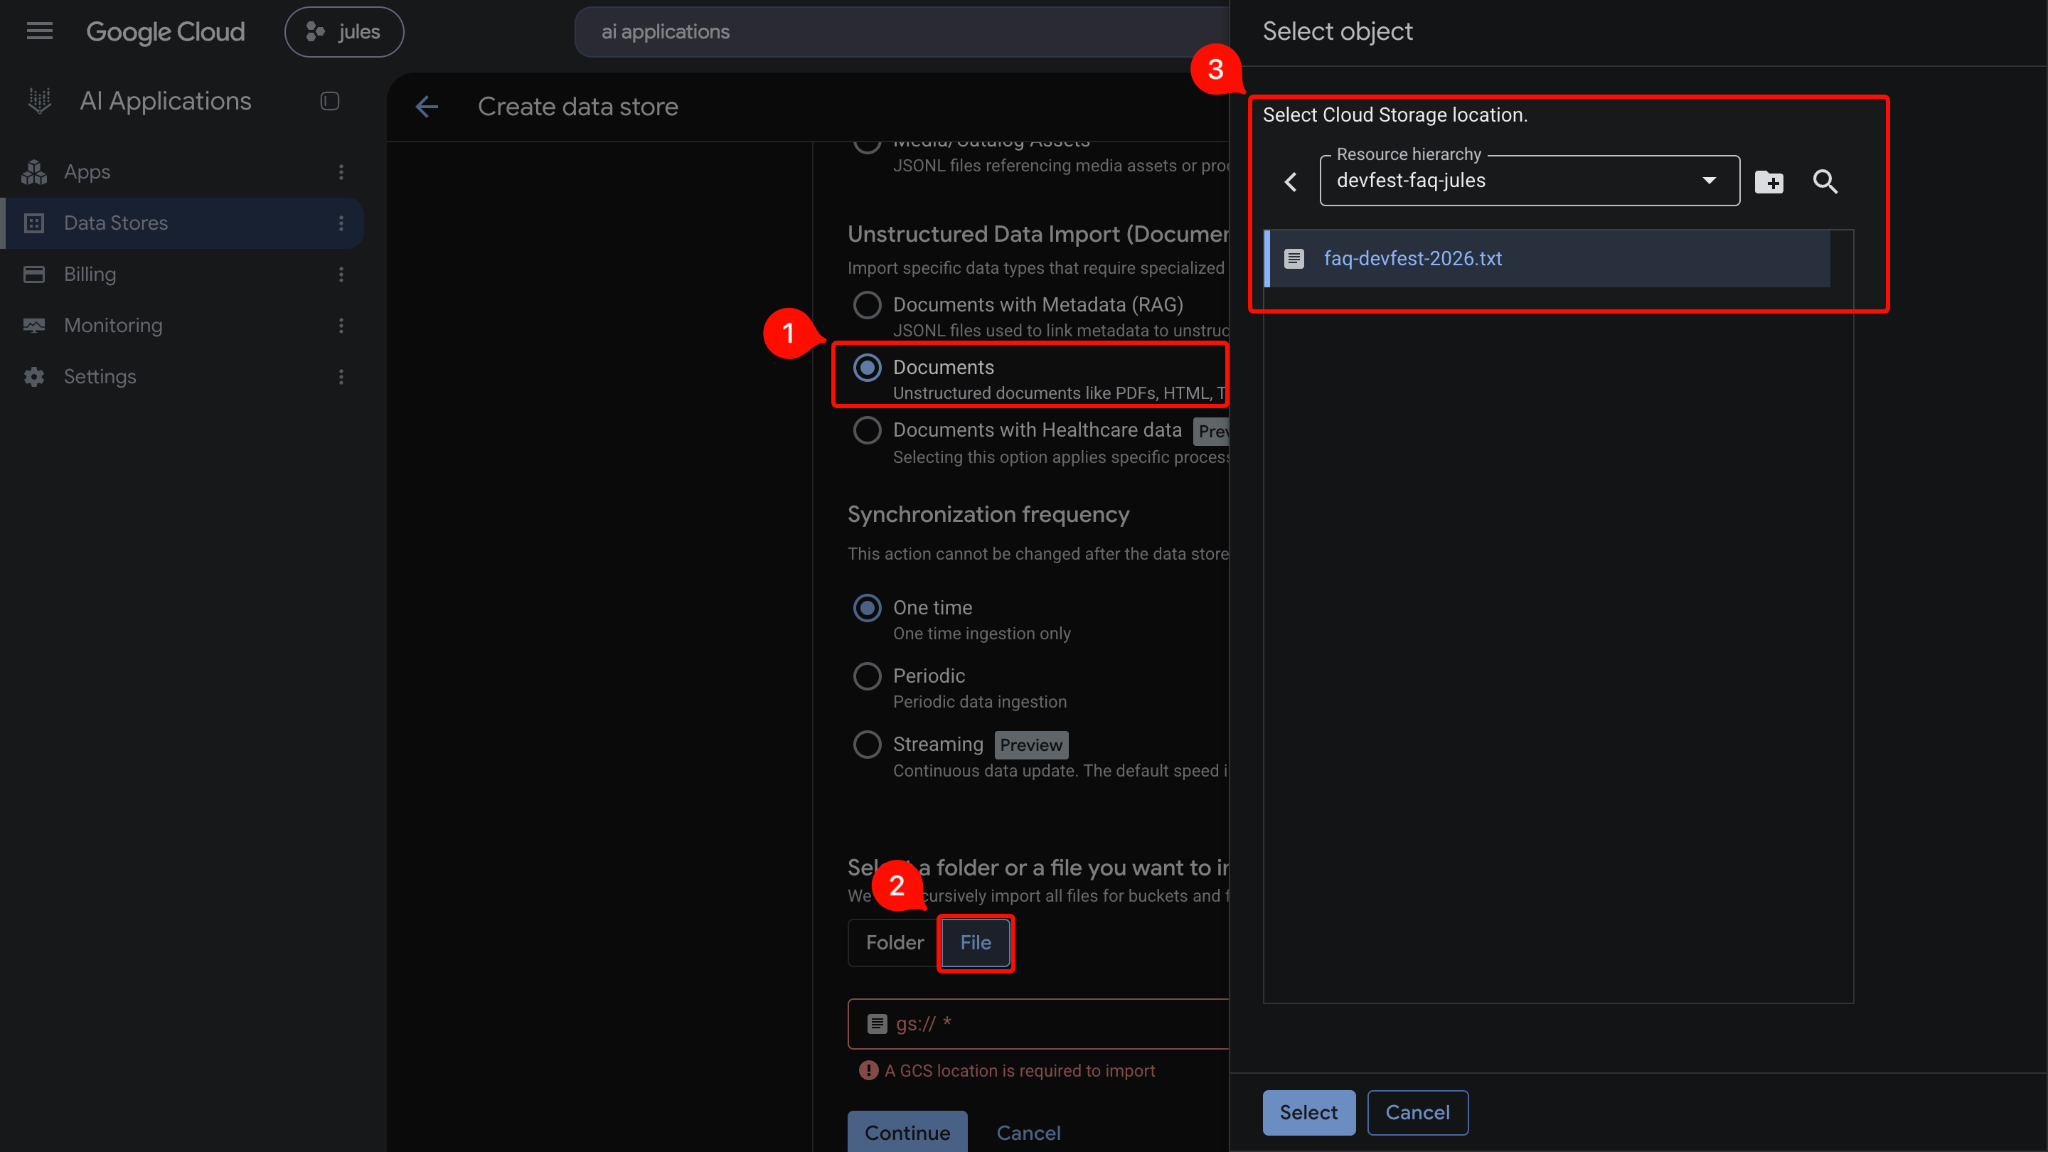 Google Cloud
jules
ai applications
AI Applications
Apps
Data Stores
Billing
Monitoring
Settings
Create data store
Media/Catalog Assets
JSONL files referencing media assets or
Unstructured Data Import
Import specific data types that require specialized
Documents with Metadata (RAG)
JSONL files used to link metadata to
1
Documents
Unstructured documents like PDFs, HTML,
Documents with Healthcare data
Selecting this option applies specific
Synchronization frequency
This action cannot be changed after the data store
One time
One time ingestion only
Periodic
Periodic data ingestion
Streaming Preview
Continuous data update. The default speed
2
a folder or a file you want to
We
import all files for buckets and
Folder
File
gs:// *
A GCS location is required to import
Continue
Cancel
Select object
3
Select Cloud Storage location.
Resource hierarchy
devfest-faq-jules
faq-devfest-2026.txt
Select
Cancel